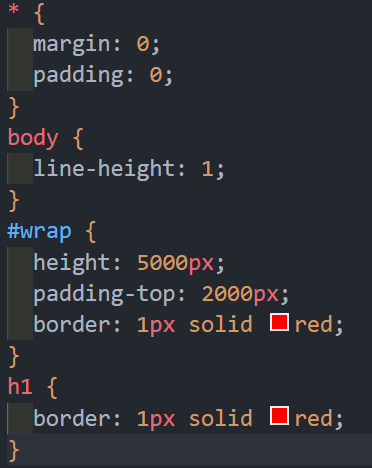 * {
margin: 0;
padding: 0;
}
body {
line-height: 1;
}
#wrap {
height: 5000px;
padding-top: 2000px;
border: 1px solid red;
}
h1 {
border: 1px solid red;
}